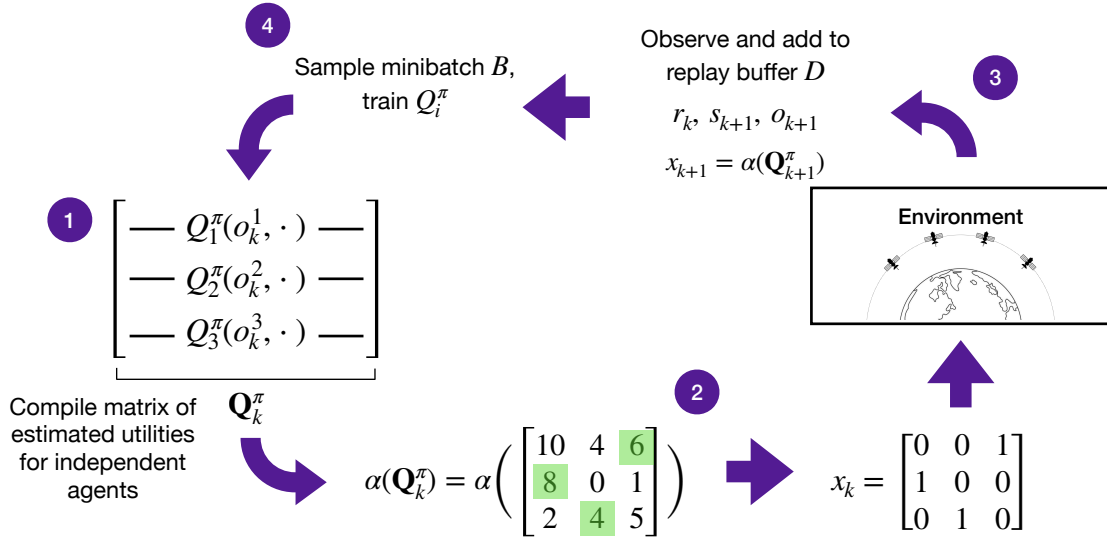 4
Sample minibatch B,
train Q_i^π
Observe and add to
replay buffer D
r_k, s_{k+1}, o_{k+1}
x_{k+1} = α(𝐐_{k+1}^π)
3
1
— Q_1^π(o_k^1, · ) —
— Q_2^π(o_k^2, · ) —
— Q_3^π(o_k^3, · ) —
𝐐_k^π
Compile matrix of
estimated utilities
for independent
agents
2
α(𝐐_k^π) = α([
10 4 6
8 0 1
2 4 5
])
x_k = [
0 0 1
1 0 0
0 1 0
]
Environment